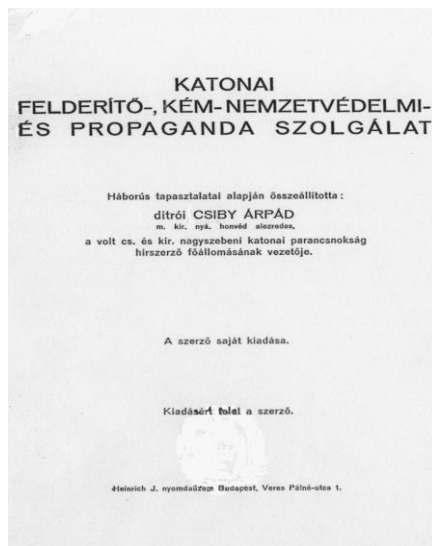 KATONAI
FELDERÍTŐ-, KÉM- NEMZETVÉDELMI-
ÉS PROPAGANDA SZOLGÁLAT
Háborús tapasztalatai alapján összeállította:
ditrói CSIBY ÁRPÁD
m. kir. nyá. honvéd alezredes,
a volt cs. és kir. nagyszebeni katonai parancsnokság
hirszerző főállomásának vezetője.
A szerző saját kiadása.
Kiadásért felel a szerző.
Heinrich J. nyomdaüzem Budapest, Veres Pálné-utca 1.